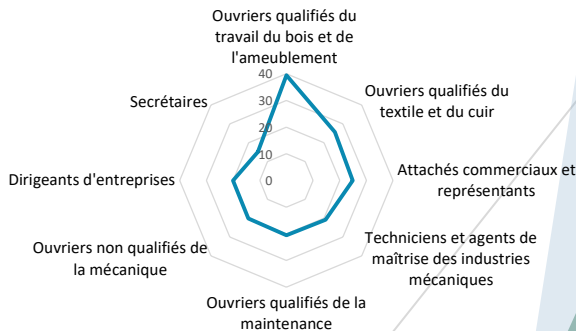 Ouvriers qualifiés du
travail du bois et de
l'ameublement
40
30
20
10
0
Ouvriers qualifiés du
textile et du cuir
Attachés commerciaux et
représentants
Techniciens et agents de
maîtrise des industries
mécaniques
Ouvriers qualifiés de la
maintenance
Ouvriers non qualifiés de
la mécanique
Dirigeants d'entreprises
Secrétaires